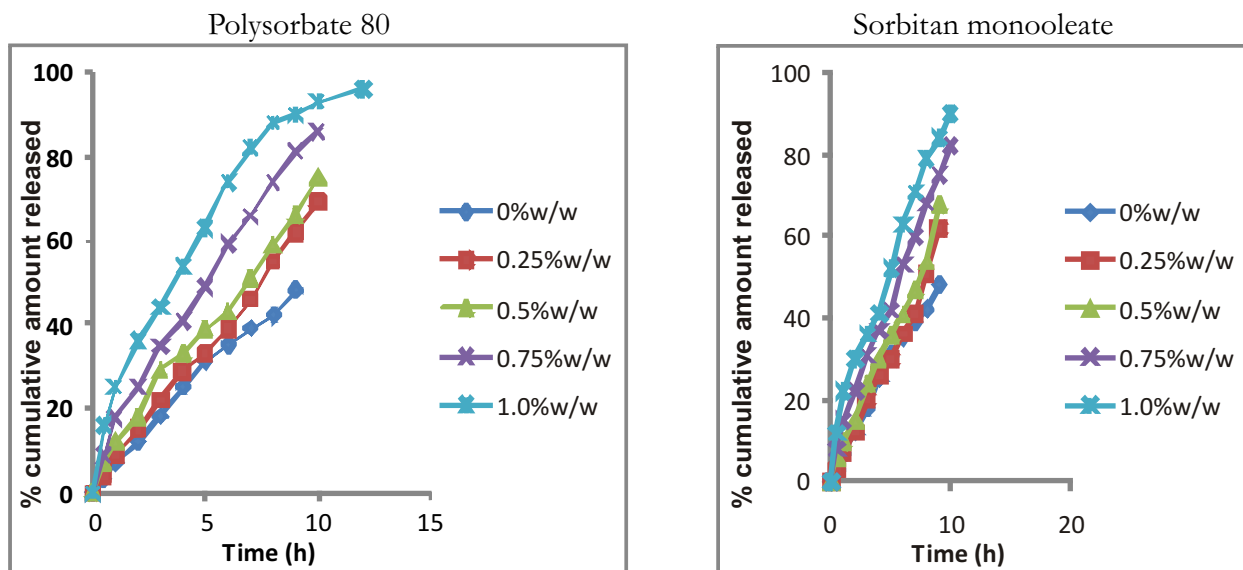 Polysorbate 80
% cumulative amount released
100
80
60
40
20
0
0 5 10 15
Time (h)
0%w/w
0.25%w/w
0.5%w/w
0.75%w/w
1.0%w/w
Sorbitan monooleate
% cumulative amount released
100
80
60
40
20
0
0 10 20
Time (h)
0%w/w
0.25%w/w
0.5%w/w
0.75%w/w
1.0%w/w